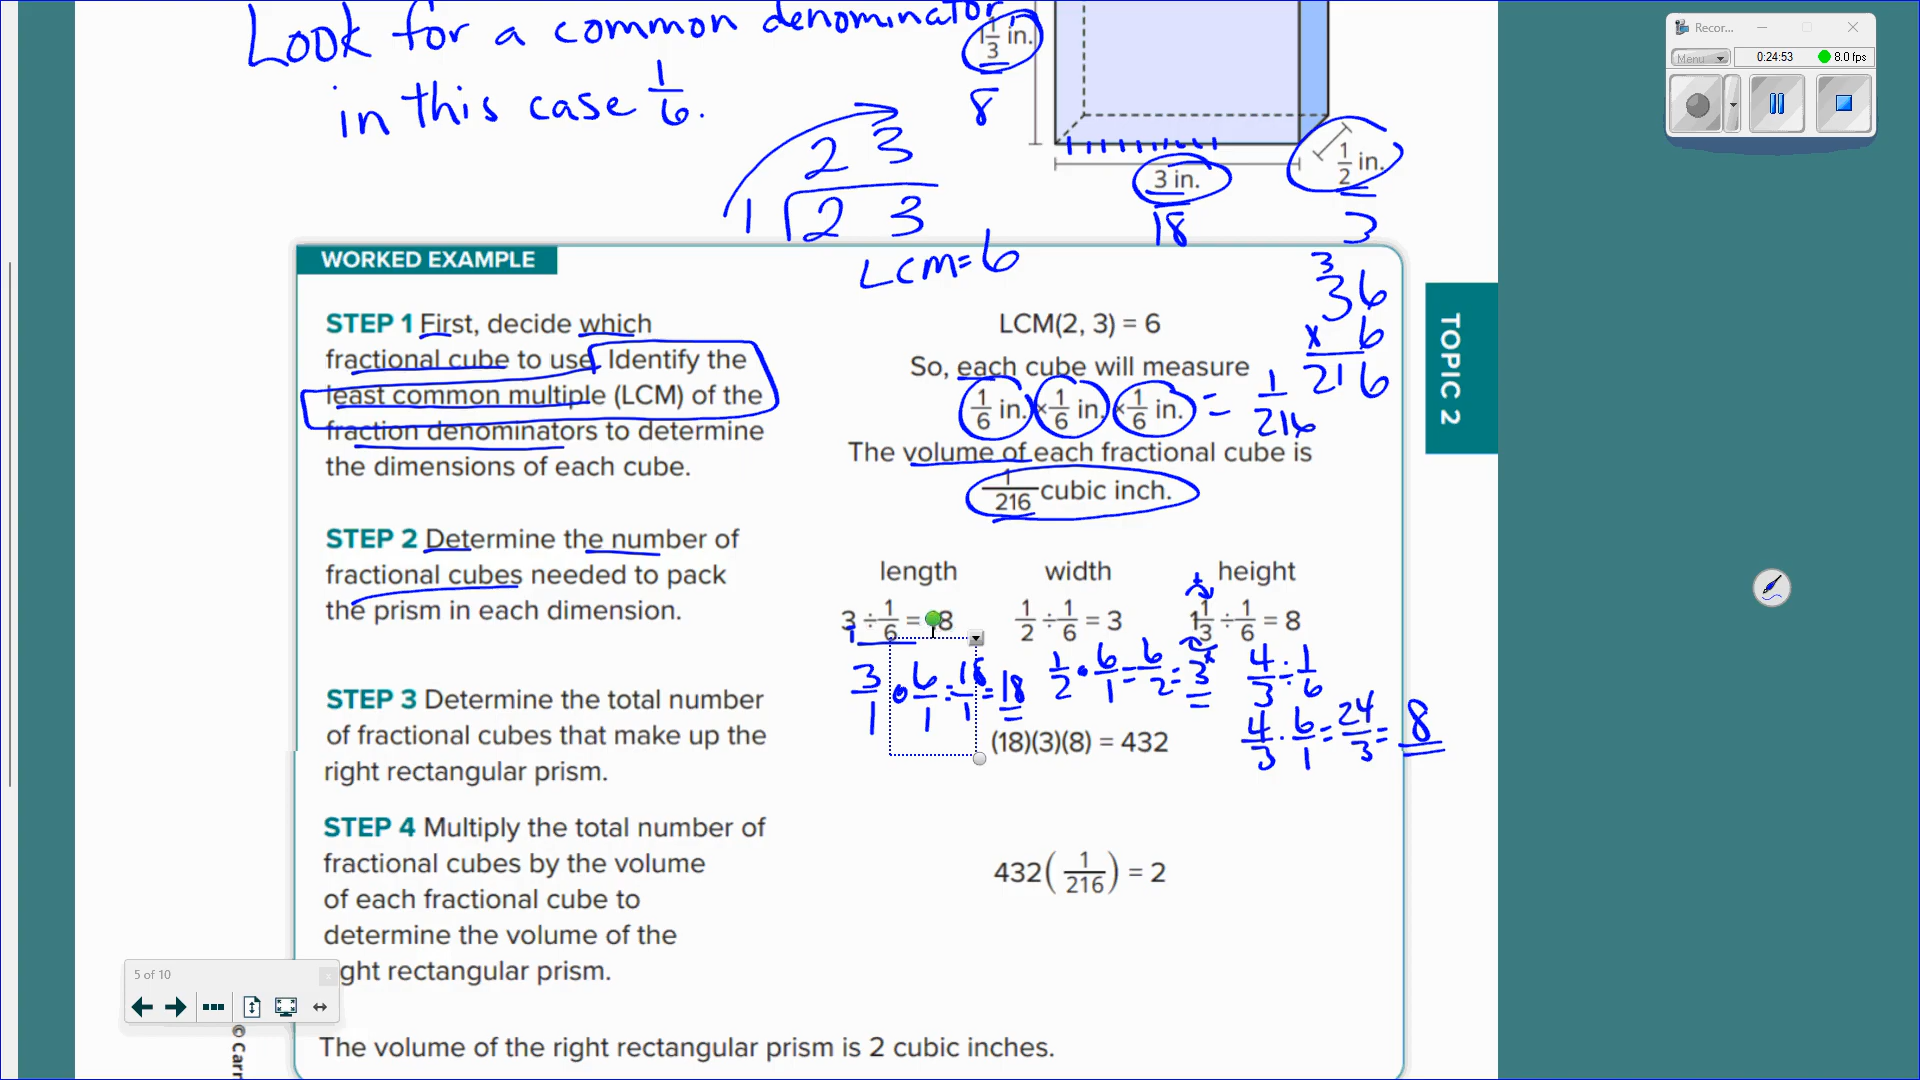 Look for a common denominator
1 1/3 in.
in this case 1/6.
8
2 3
1 2 3
1/2 in.
3 in.
18
3
LCM=6
WORKED EXAMPLE
STEP 1 First, decide which
fractional cube to use. Identify the
least common multiple (LCM) of the
fraction denominators to determine
the dimensions of each cube.
LCM(2, 3) = 6
So, each cube will measure
1/6 in. × 1/6 in. × 1/6 in. = 1/216
The volume of each fractional cube is
1/216 cubic inch.
3
36
x 6
216
TOPIC 2
STEP 2 Determine the number of
fractional cubes needed to pack
the prism in each dimension.
length width height
3 ÷ 1/6 = 8
1/2 ÷ 1/6 = 3
1 1/3 ÷ 1/6 = 8
3/1 • 6/1 = 18/1 = 18
1/2 • 6/1 = 6/2 = 3
4/3 ÷ 1/6
4/3 · 6/1 = 24/3 = 8
STEP 3 Determine the total number
of fractional cubes that make up the
right rectangular prism.
(18)(3)(8) = 432
STEP 4 Multiply the total number of
fractional cubes by the volume
of each fractional cube to
determine the volume of the
ght rectangular prism.
432(1/216) = 2
The volume of the right rectangular prism is 2 cubic inches.
© Carn
5 of 10
Recor...
Menu
0:24:53
8.0 fps